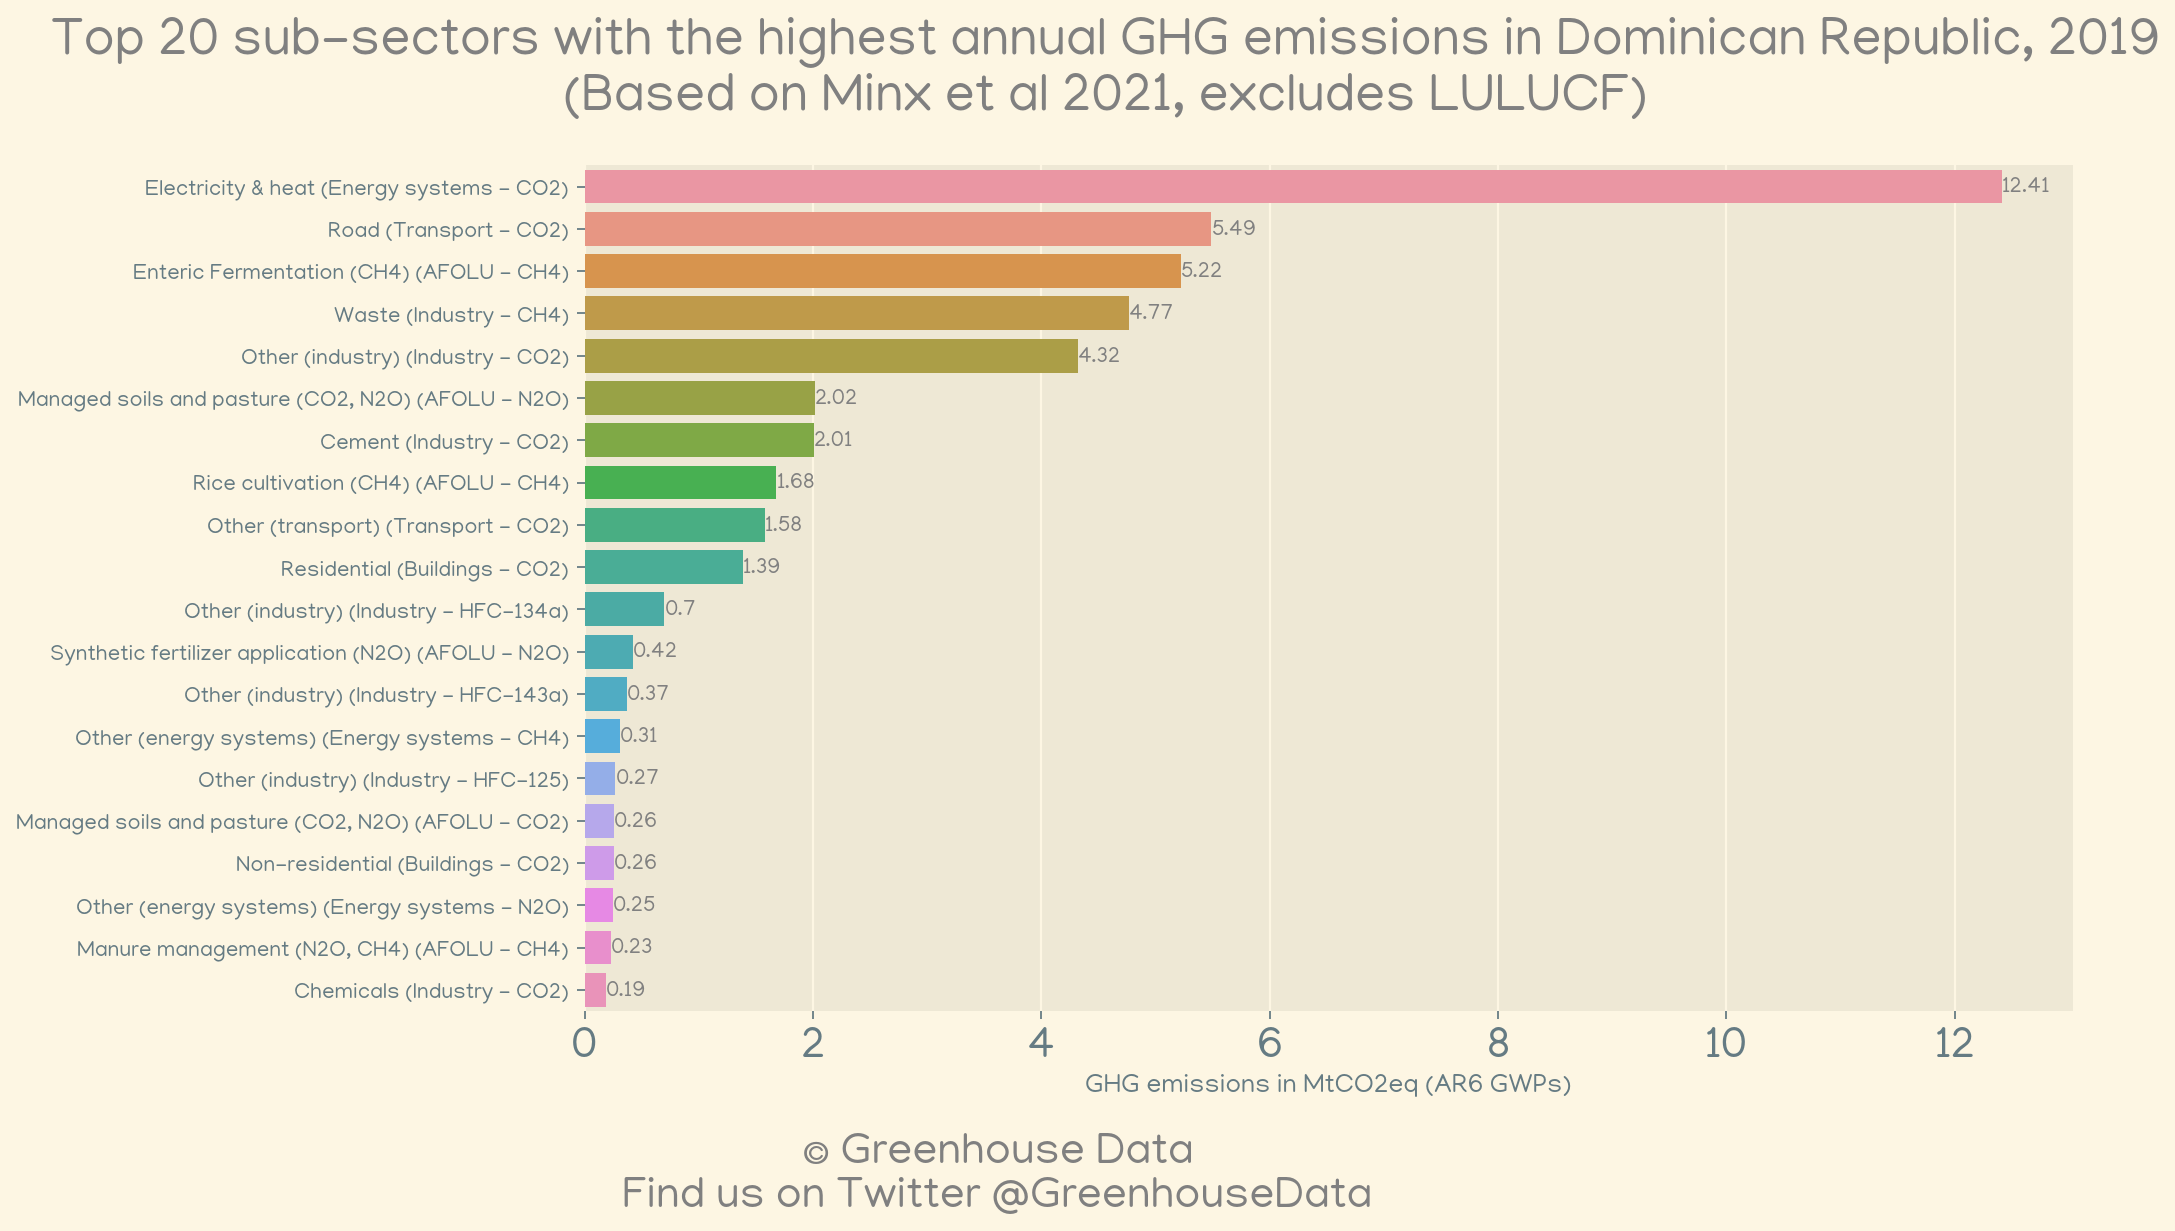 Top 20 sub-sectors with the highest annual GHG emissions in Dominican Republic, 2019
(Based on Minx et al 2021, excludes LULUCF)
Electricity & heat (Energy systems - CO2) 12.41
Road (Transport - CO2) 5.49
Enteric Fermentation (CH4) (AFOLU - CH4) 5.22
Waste (Industry - CH4) 4.77
Other (industry) (Industry - CO2) 4.32
Managed soils and pasture (CO2, N2O) (AFOLU - N2O) 2.02
Cement (Industry - CO2) 2.01
Rice cultivation (CH4) (AFOLU - CH4) 1.68
Other (transport) (Transport - CO2) 1.58
Residential (Buildings - CO2) 1.39
Other (industry) (Industry - HFC-134a) 0.7
Synthetic fertilizer application (N2O) (AFOLU - N2O) 0.42
Other (industry) (Industry - HFC-143a) 0.37
Other (energy systems) (Energy systems - CH4) 0.31
Other (industry) (Industry - HFC-125) 0.27
Managed soils and pasture (CO2, N2O) (AFOLU - CO2) 0.26
Non-residential (Buildings - CO2) 0.26
Other (energy systems) (Energy systems - N2O) 0.25
Manure management (N2O, CH4) (AFOLU - CH4) 0.23
Chemicals (Industry - CO2) 0.19
0 2 4 6 8 10 12
GHG emissions in MtCO2eq (AR6 GWPs)
© Greenhouse Data
Find us on Twitter @GreenhouseData